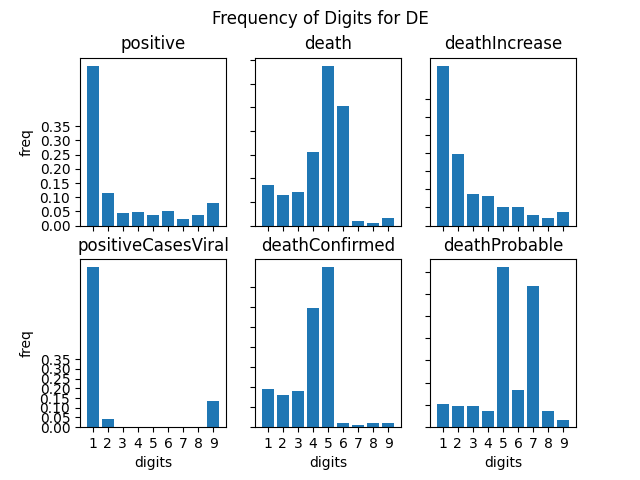 Frequency of Digits for DE
positive death deathIncrease
freq
0.35
0.30
0.25
0.20
0.15
0.10
0.05
0.00
positiveCasesViral deathConfirmed deathProbable
freq
0.35
0.30
0.25
0.20
0.15
0.10
0.05
0.00
1 2 3 4 5 6 7 8 9 1 2 3 4 5 6 7 8 9 1 2 3 4 5 6 7 8 9
digits digits digits